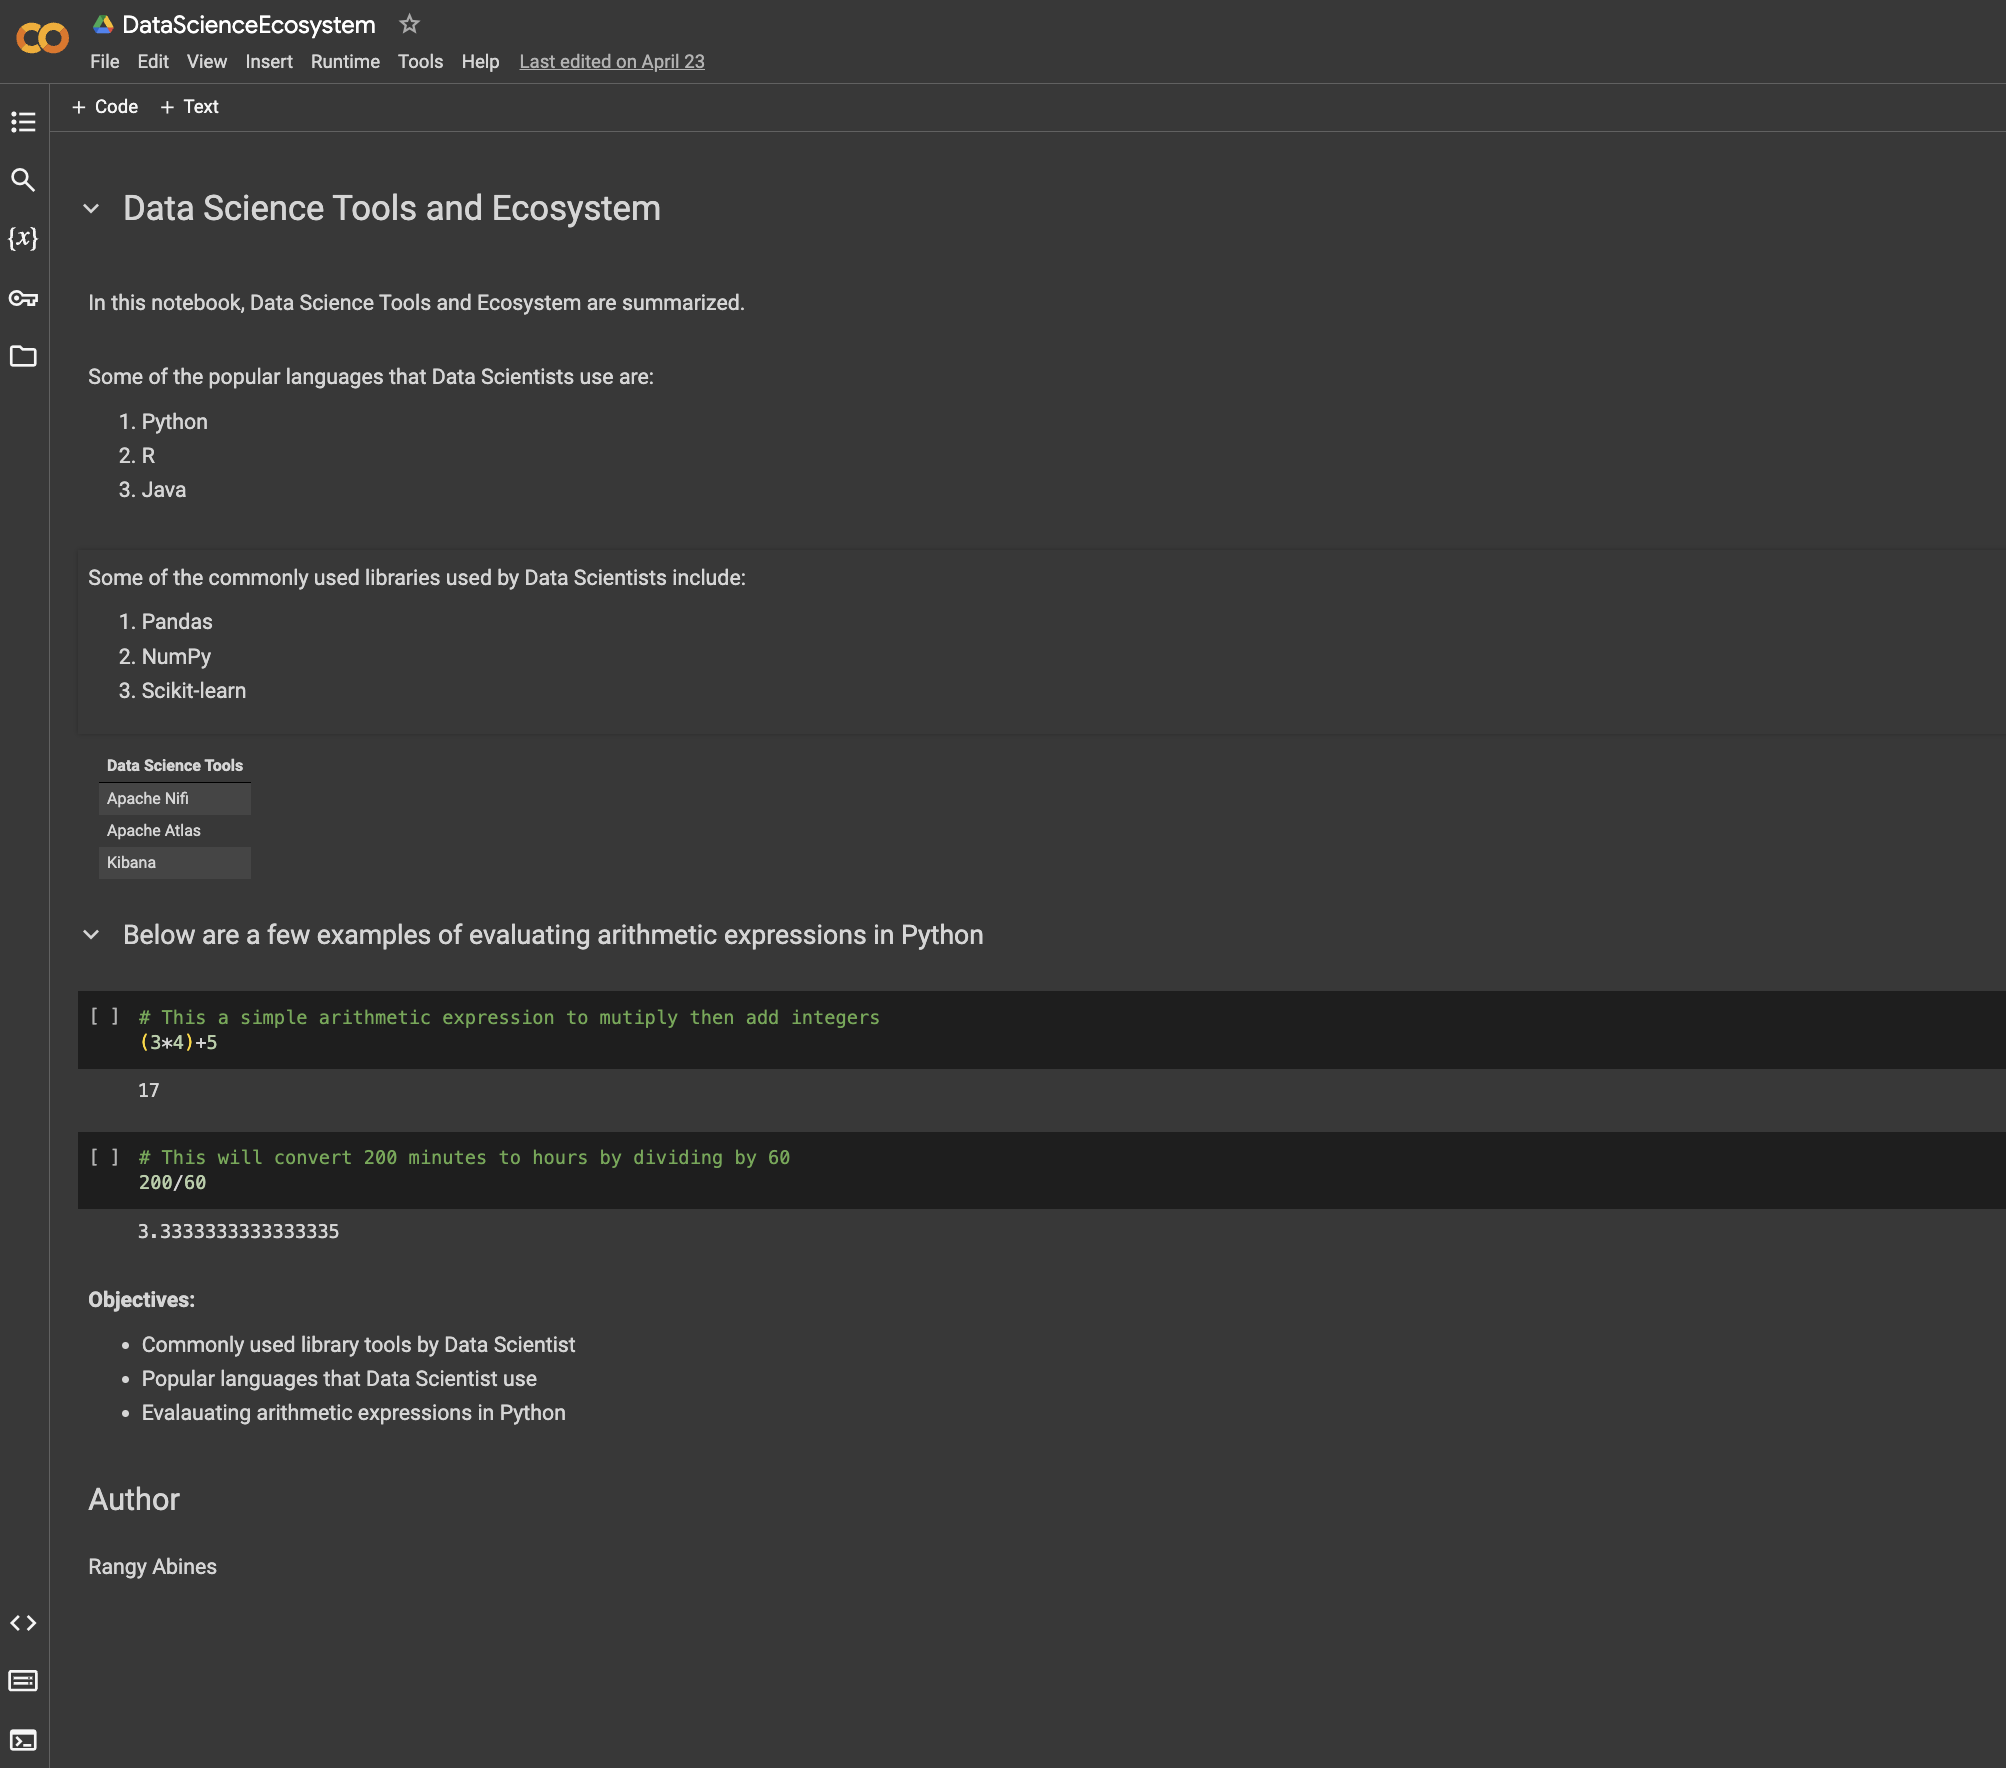 DataScienceEcosystem
File Edit View Insert Runtime Tools Help Last edited on April 23
+ Code + Text
{x}
Data Science Tools and Ecosystem
In this notebook, Data Science Tools and Ecosystem are summarized.
Some of the popular languages that Data Scientists use are:
1. Python
2. R
3. Java
Some of the commonly used libraries used by Data Scientists include:
1. Pandas
2. NumPy
3. Scikit-learn
Data Science Tools
Apache Nifi
Apache Atlas
Kibana
Below are a few examples of evaluating arithmetic expressions in Python
[ ] # This a simple arithmetic expression to mutiply then add integers
(3*4)+5
17
[ ] # This will convert 200 minutes to hours by dividing by 60
200/60
3.3333333333333335
Objectives:
• Commonly used library tools by Data Scientist
• Popular languages that Data Scientist use
• Evalauating arithmetic expressions in Python
Author
Rangy Abines